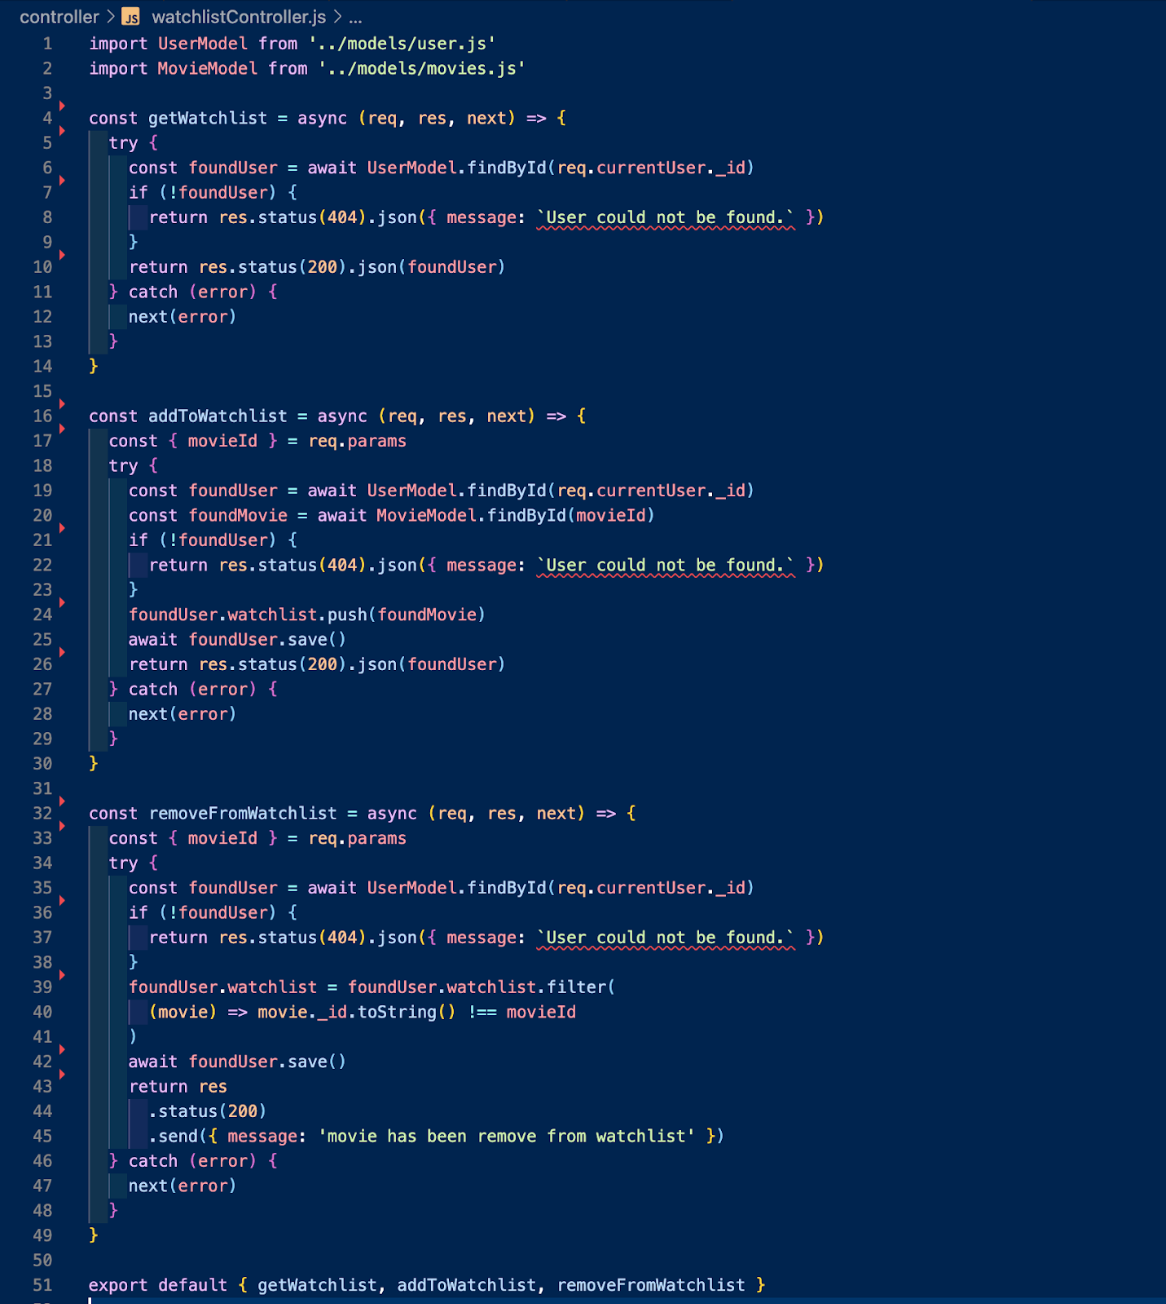 controller > JS watchlistController.js > ...
1 import UserModel from '../models/user.js'
2 import MovieModel from '../models/movies.js'
3
4 const getWatchlist = async (req, res, next) => {
5   try {
6     const foundUser = await UserModel.findById(req.currentUser._id)
7     if (!foundUser) {
8       return res.status(404).json({ message: `User could not be found.` })
9     }
10     return res.status(200).json(foundUser)
11   } catch (error) {
12     next(error)
13   }
14 }
15
16 const addToWatchlist = async (req, res, next) => {
17   const { movieId } = req.params
18   try {
19     const foundUser = await UserModel.findById(req.currentUser._id)
20     const foundMovie = await MovieModel.findById(movieId)
21     if (!foundUser) {
22       return res.status(404).json({ message: `User could not be found.` })
23     }
24     foundUser.watchlist.push(foundMovie)
25     await foundUser.save()
26     return res.status(200).json(foundUser)
27   } catch (error) {
28     next(error)
29   }
30 }
31
32 const removeFromWatchlist = async (req, res, next) => {
33   const { movieId } = req.params
34   try {
35     const foundUser = await UserModel.findById(req.currentUser._id)
36     if (!foundUser) {
37       return res.status(404).json({ message: `User could not be found.` })
38     }
39     foundUser.watchlist = foundUser.watchlist.filter(
40       (movie) => movie._id.toString() !== movieId
41     )
42     await foundUser.save()
43     return res
44       .status(200)
45       .send({ message: 'movie has been remove from watchlist' })
46   } catch (error) {
47     next(error)
48   }
49 }
50
51 export default { getWatchlist, addToWatchlist, removeFromWatchlist }